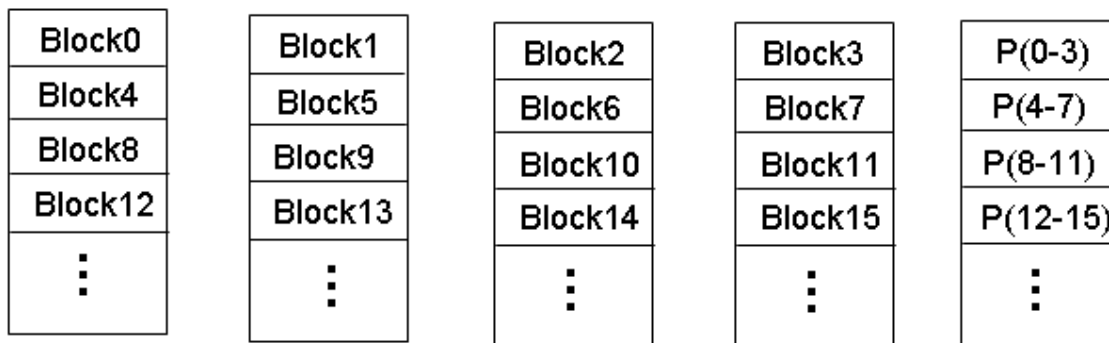 Block0 Block1 Block2 Block3 P(0-3)
Block4 Block5 Block6 Block7 P(4-7)
Block8 Block9 Block10 Block11 P(8-11)
Block12 Block13 Block14 Block15 P(12-15)
⋮ ⋮ ⋮ ⋮ ⋮